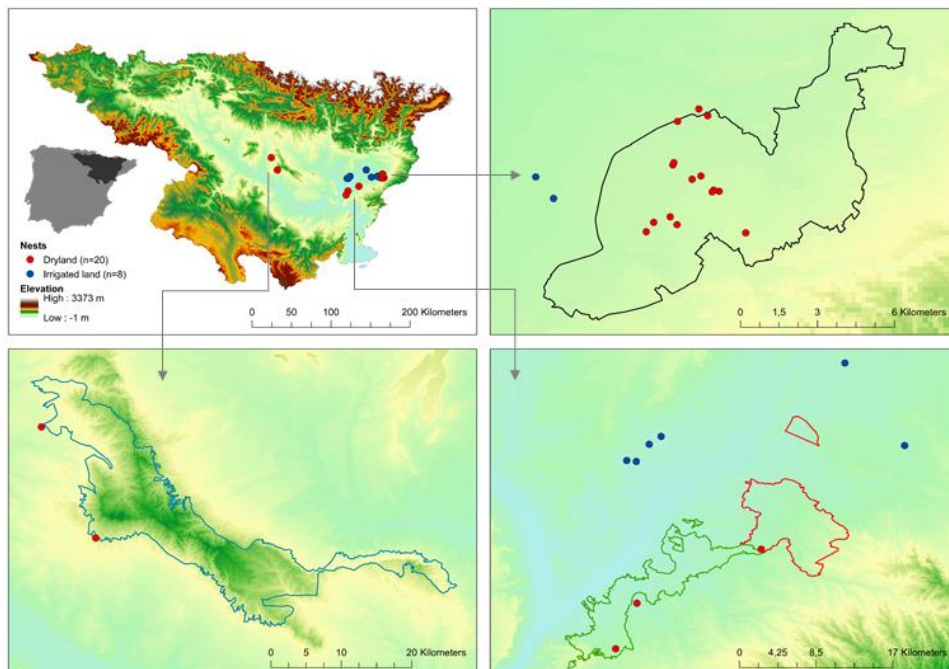 Nests
Dryland (n=20)
Irrigated land (n=8)
Elevation
High : 3373 m
Low : -1 m
0 50 100 200 Kilometers
0 1,5 3 6 Kilometers
0 5 10 20 Kilometers
0 4,25 8,5 17 Kilometers